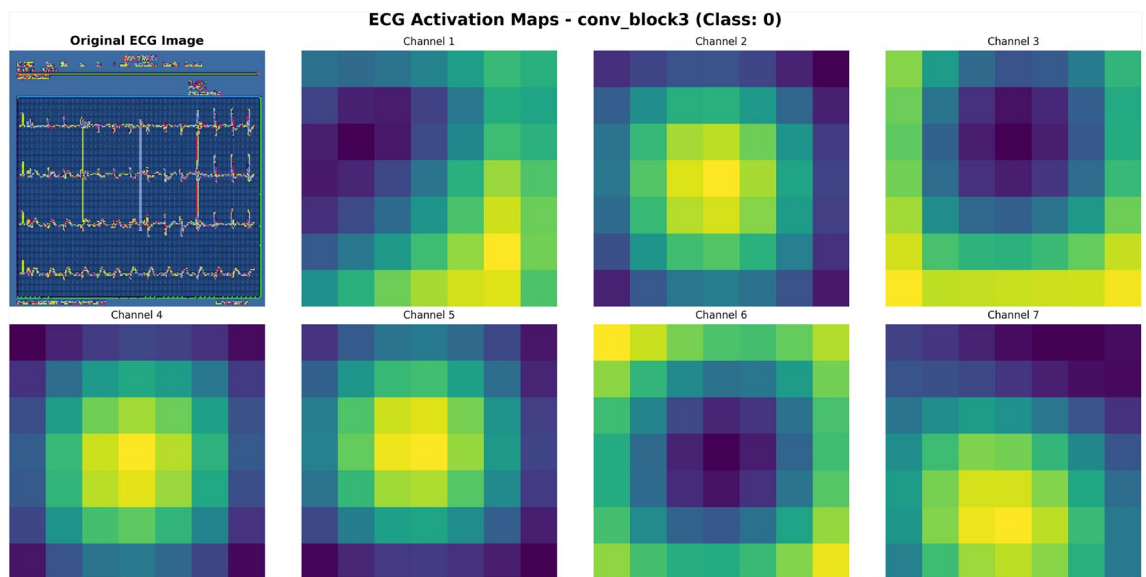 ECG Activation Maps - conv_block3 (Class: 0)
Original ECG Image
Channel 1
Channel 2
Channel 3
Channel 4
Channel 5
Channel 6
Channel 7